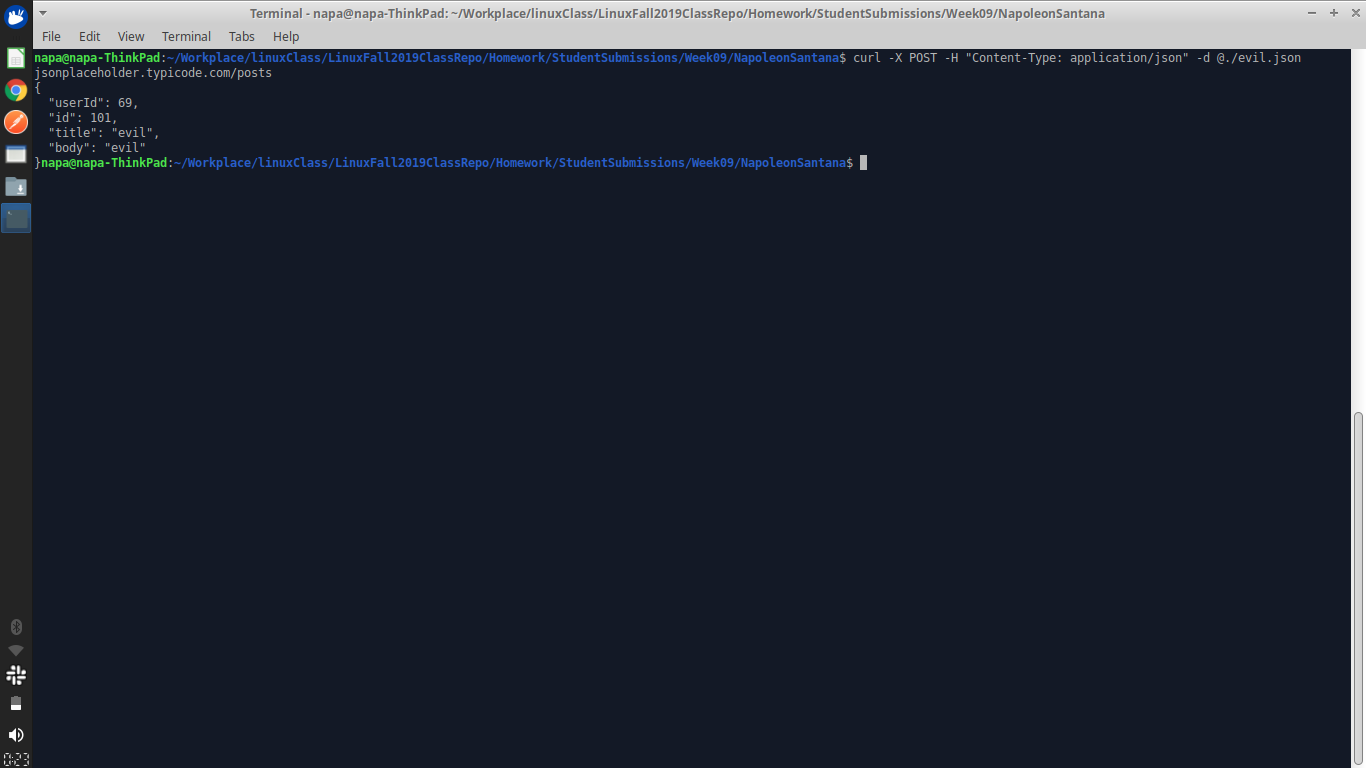 Terminal - napa@napa-ThinkPad: ~/Workplace/linuxClass/LinuxFall2019ClassRepo/Homework/StudentSubmissions/Week09/NapoleonSantana
File Edit View Terminal Tabs Help
napa@napa-ThinkPad:~/Workplace/linuxClass/LinuxFall2019ClassRepo/Homework/StudentSubmissions/Week09/NapoleonSantana$ curl -X POST -H "Content-Type: application/json" -d @./evil.json
jsonplaceholder.typicode.com/posts
{
  "userId": 69,
  "id": 101,
  "title": "evil",
  "body": "evil"
}napa@napa-ThinkPad:~/Workplace/linuxClass/LinuxFall2019ClassRepo/Homework/StudentSubmissions/Week09/NapoleonSantana$